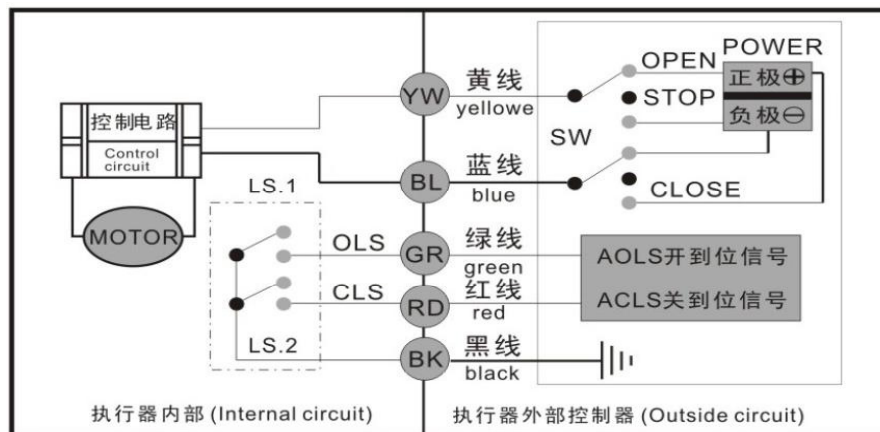 POWER
OPEN
正极⊕
STOP
负极⊖
SW
CLOSE
YW
黄线
yellowe
控制电路
Control
circuit
BL
蓝线
blue
MOTOR
LS.1
OLS
GR
绿线
green
AOLS开到位信号
CLS
RD
红线
red
ACLS关到位信号
LS.2
BK
黑线
black
执行器内部 (Internal circuit)
执行器外部控制器 (Outside circuit)